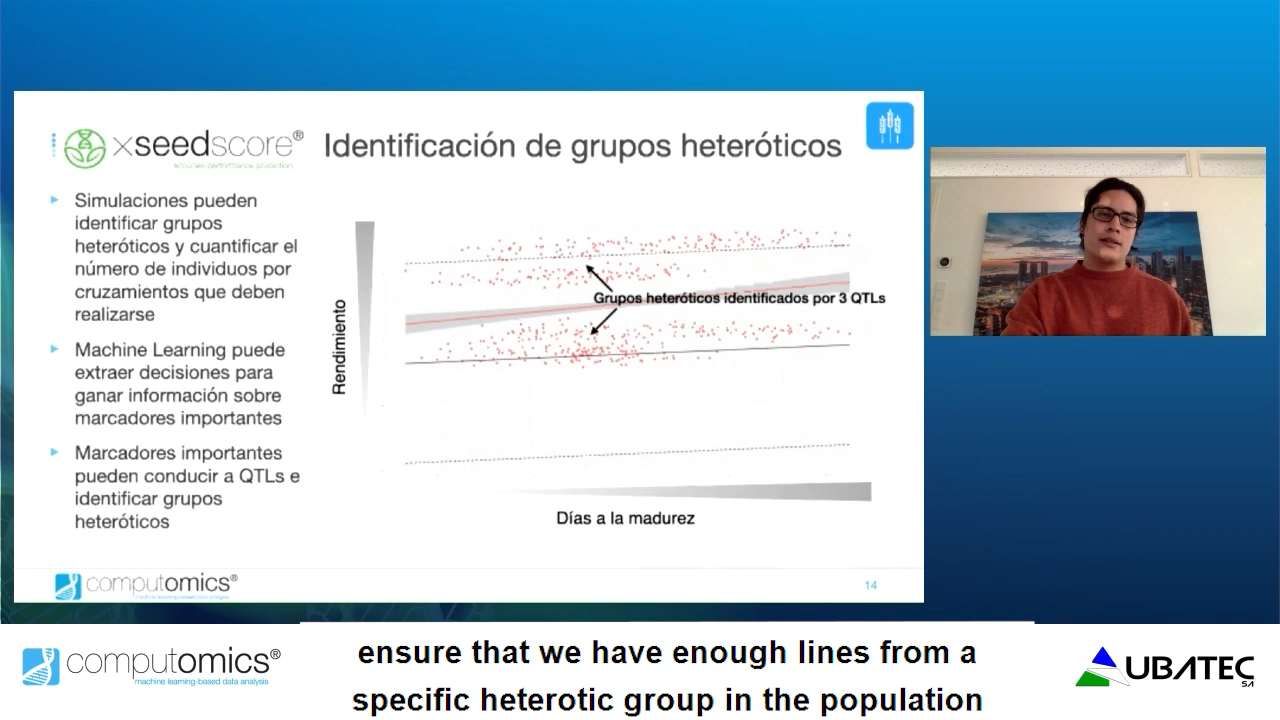 xseedscore®
Identificación de grupos heteróticos
Simulaciones pueden
identificar grupos
heteróticos y cuantificar el
número de individuos por
cruzamientos que deben
realizarse
Machine Learning puede
extraer decisiones para
ganar información sobre
marcadores importantes
Marcadores importantes
pueden conducir a QTLs e
identificar grupos
heteróticos
Rendimiento
Grupos heteróticos identificados por 3 QTLs
Días a la madurez
computomics®
14
computomics®
machine learning-based data analysis
ensure that we have enough lines from a
specific heterotic group in the population
UBATEC
SA